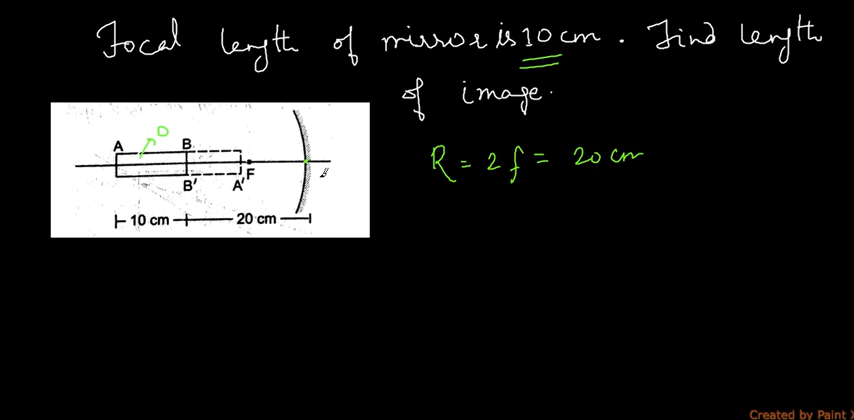 Focal length of mirror is 10 cm. Find length
of image.
D
A B
B' A' F
10 cm 20 cm
R = 2f = 20 cm
Created by Paint X